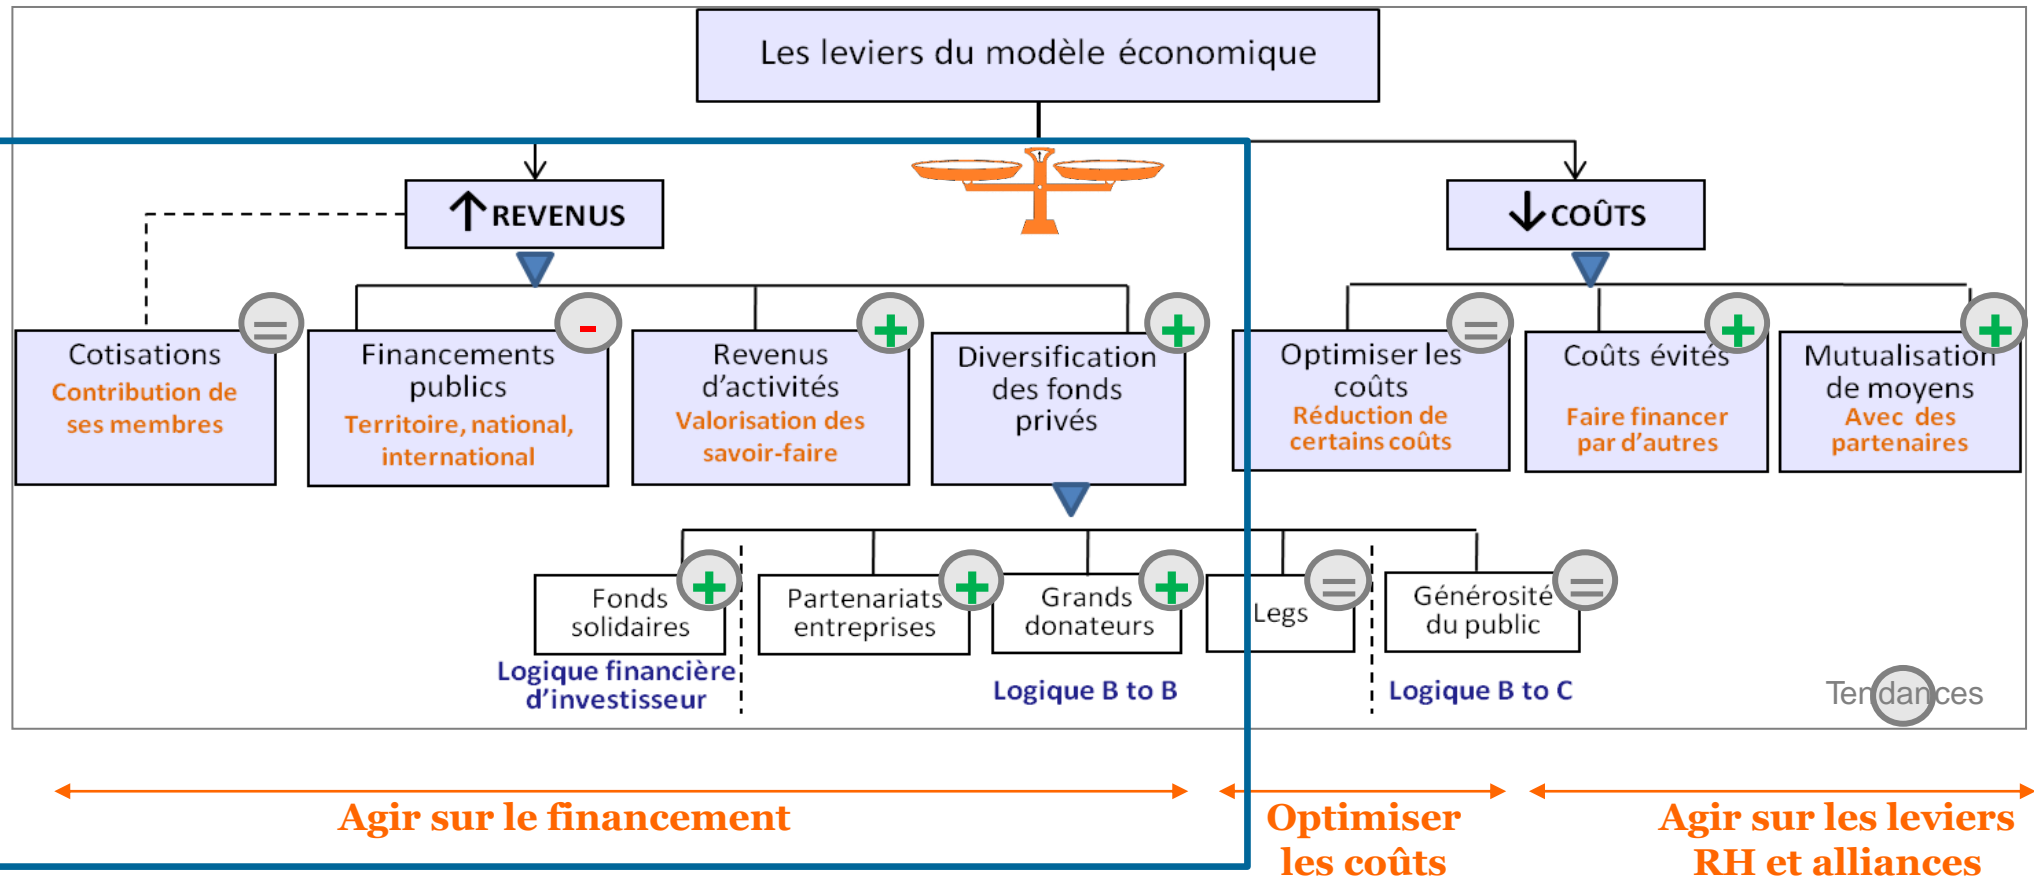 Les leviers du modèle économique
↑ REVENUS
↓ COÛTS
=
Cotisations
Contribution de
ses membres
-
Financements
publics
Territoire, national,
international
+
Revenus
d'activités
Valorisation des
savoir-faire
+
Diversification
des fonds
privés
=
Optimiser les
coûts
Réduction de
certains coûts
+
Coûts évités
Faire financer
par d'autres
+
Mutualisation
de moyens
Avec des
partenaires
+
Fonds
solidaires
+
Partenariats
entreprises
+
Grands
donateurs
=
Legs
=
Générosité
du public
Logique financière
d'investisseur
Logique B to B
Logique B to C
Tendances
Agir sur le financement
Optimiser
les coûts
Agir sur les leviers
RH et alliances